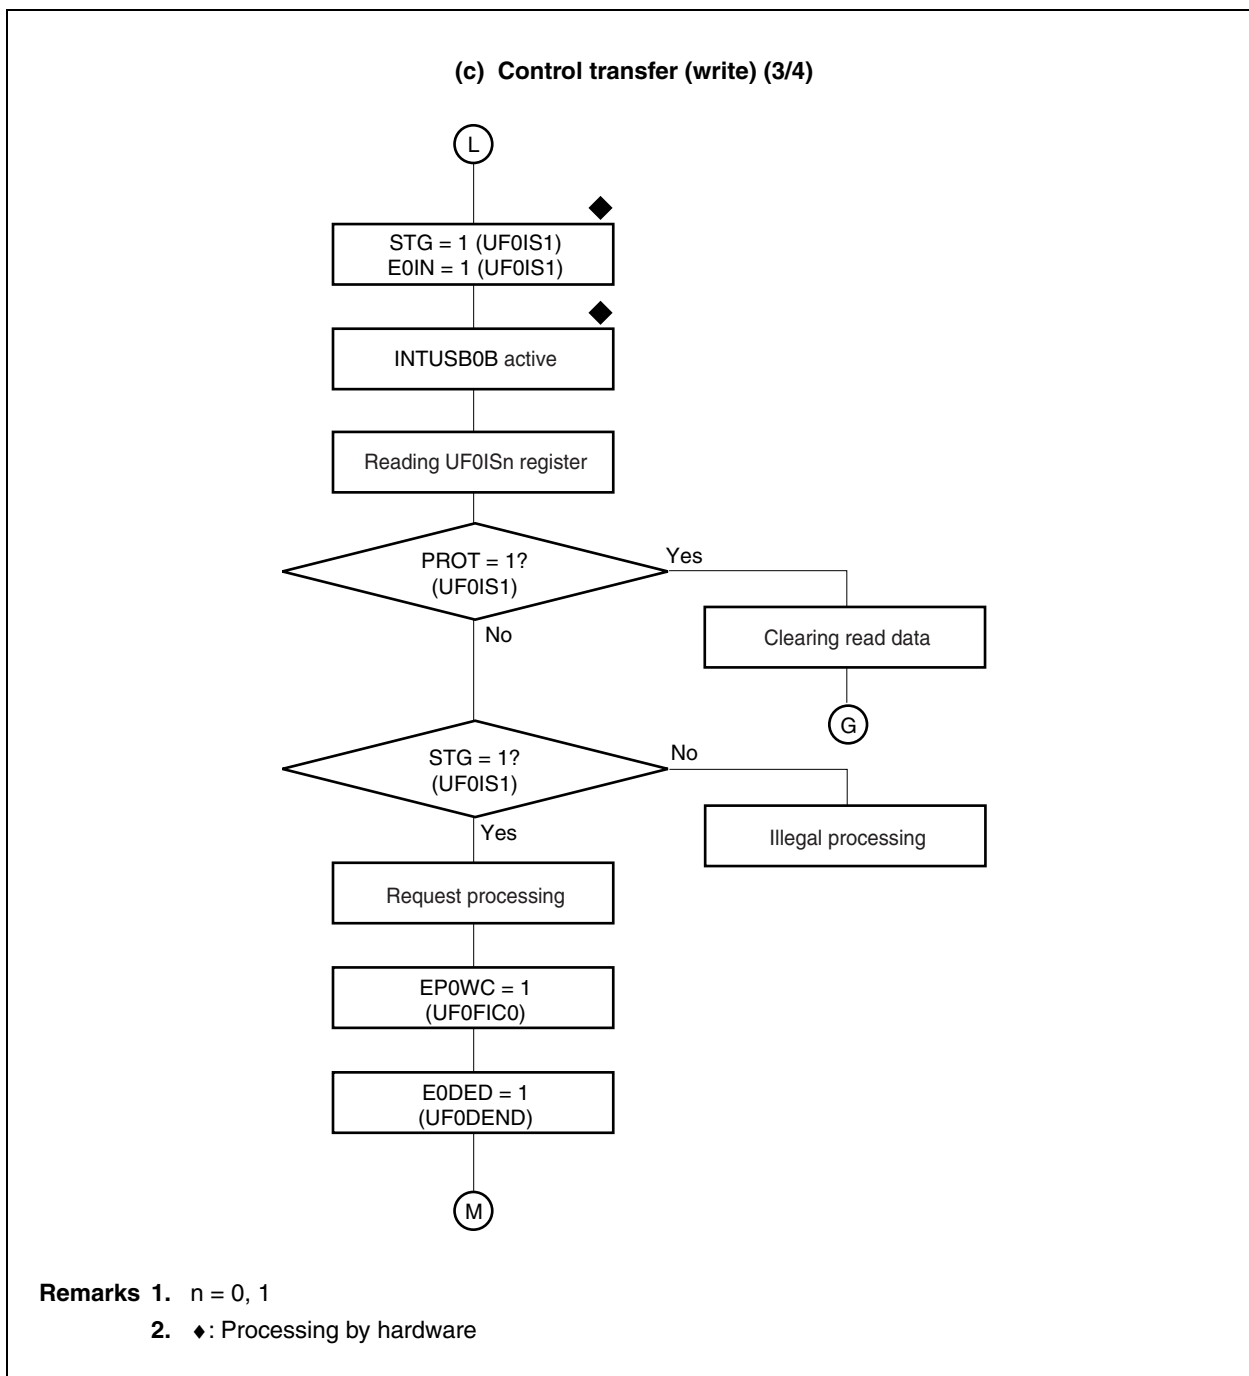 (c) Control transfer (write) (3/4)
L
STG = 1 (UF0IS1)
E0IN = 1 (UF0IS1)
INTUSB0B active
Reading UF0ISn register
PROT = 1?
(UF0IS1)
Yes
No
Clearing read data
G
STG = 1?
(UF0IS1)
No
Yes
Illegal processing
Request processing
EP0WC = 1
(UF0FIC0)
E0DED = 1
(UF0DEND)
M
Remarks 1. n = 0, 1
2. ♦: Processing by hardware